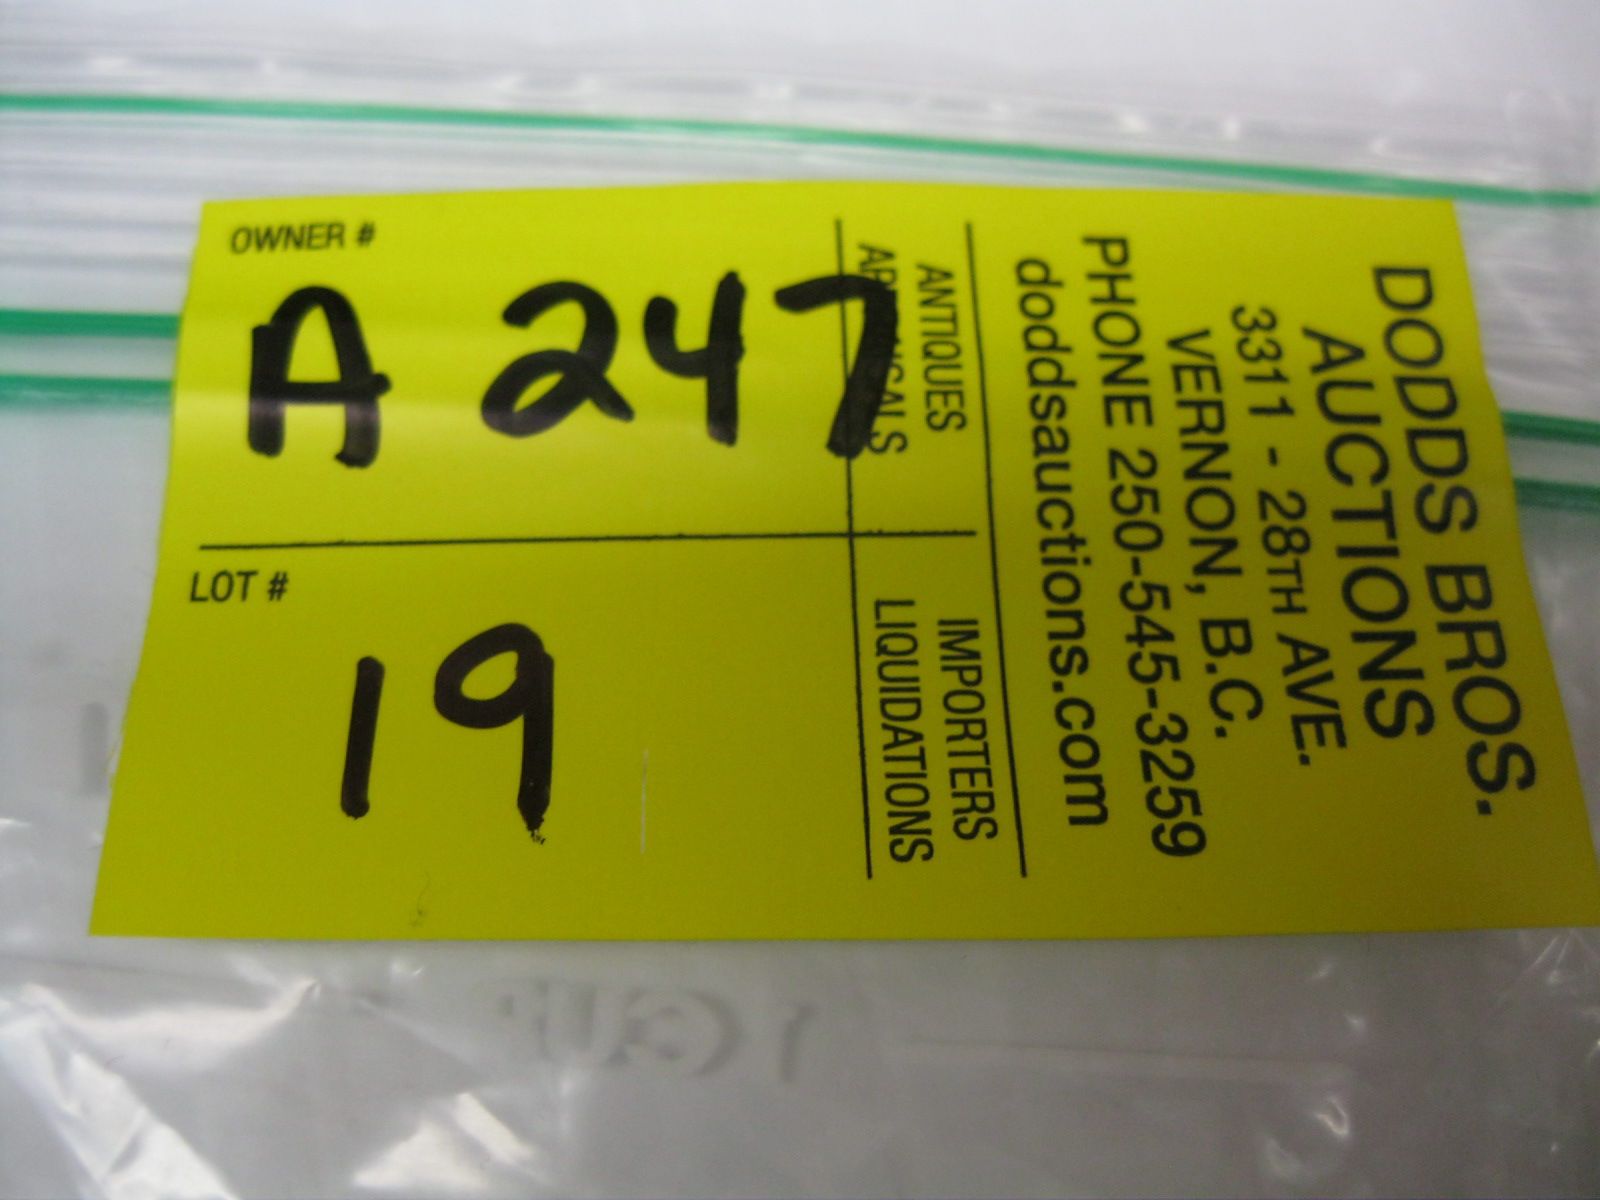 DODDS BROS.
AUCTIONS
3311 - 28TH AVE.
VERNON, B.C.
PHONE 250-545-3259
doddsauctions.com
ANTIQUES
IMPORTERS
LIQUIDATIONS
OWNER #
A 247
LOT #
19